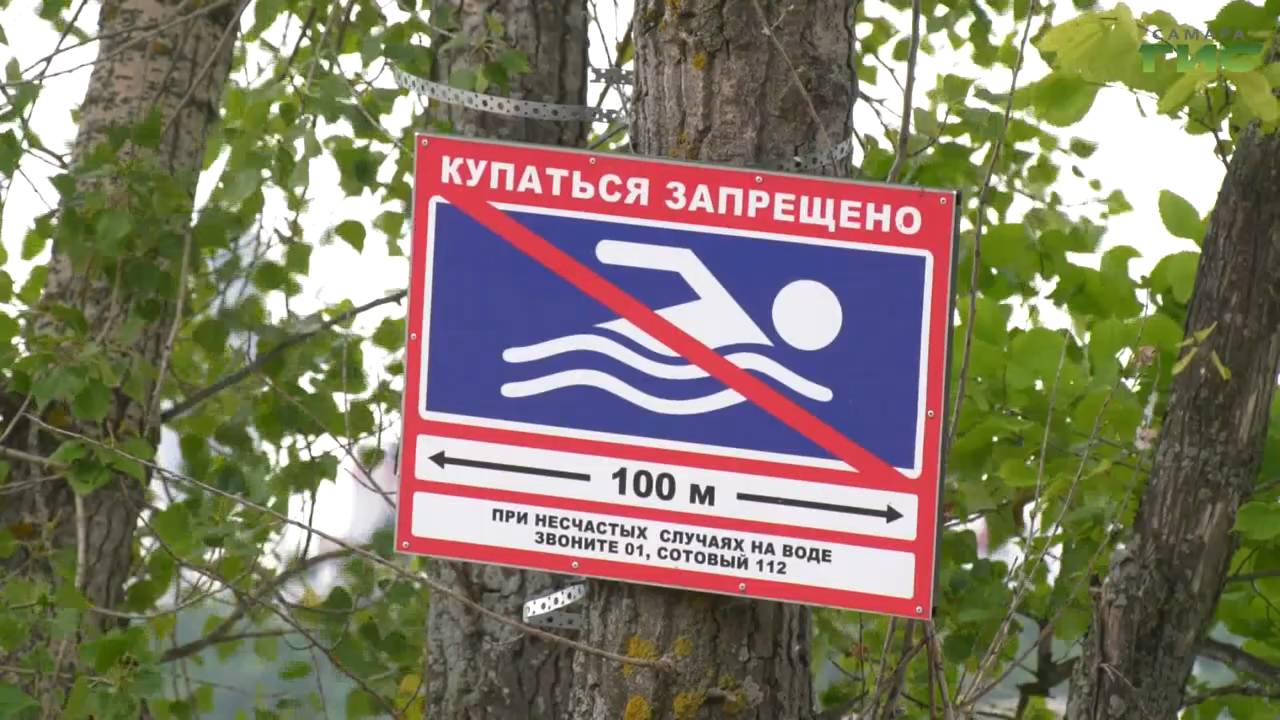 САМАРА
ГИС
КУПАТЬСЯ ЗАПРЕЩЕНО
100 м
ПРИ НЕСЧАСТЫХ СЛУЧАЯХ НА ВОДЕ
ЗВОНИТЕ 01, СОТОВЫЙ 112